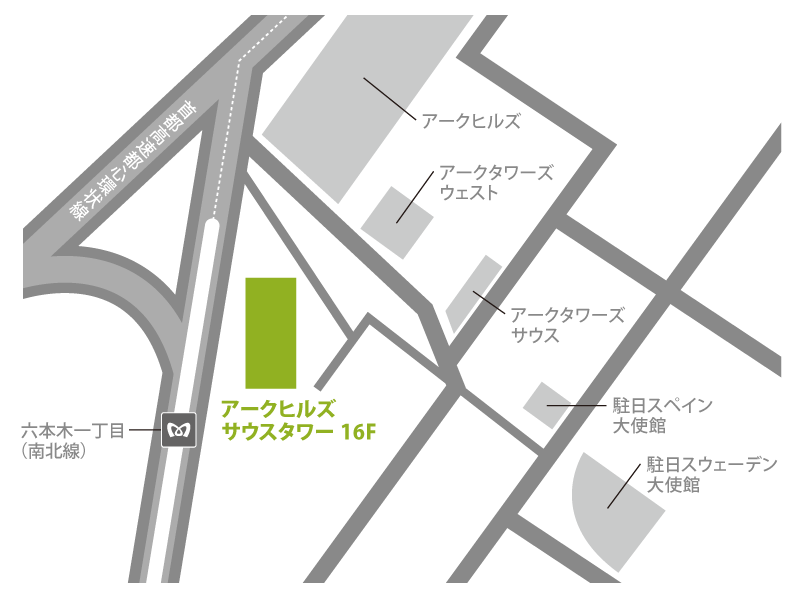 首都高速都心環状線
アークヒルズ
アークタワーズ
ウェスト
アークタワーズ
サウス
アークヒルズ
サウスタワー 16F
六本木一丁目
(南北線)
駐日スペイン
大使館
駐日スウェーデン
大使館